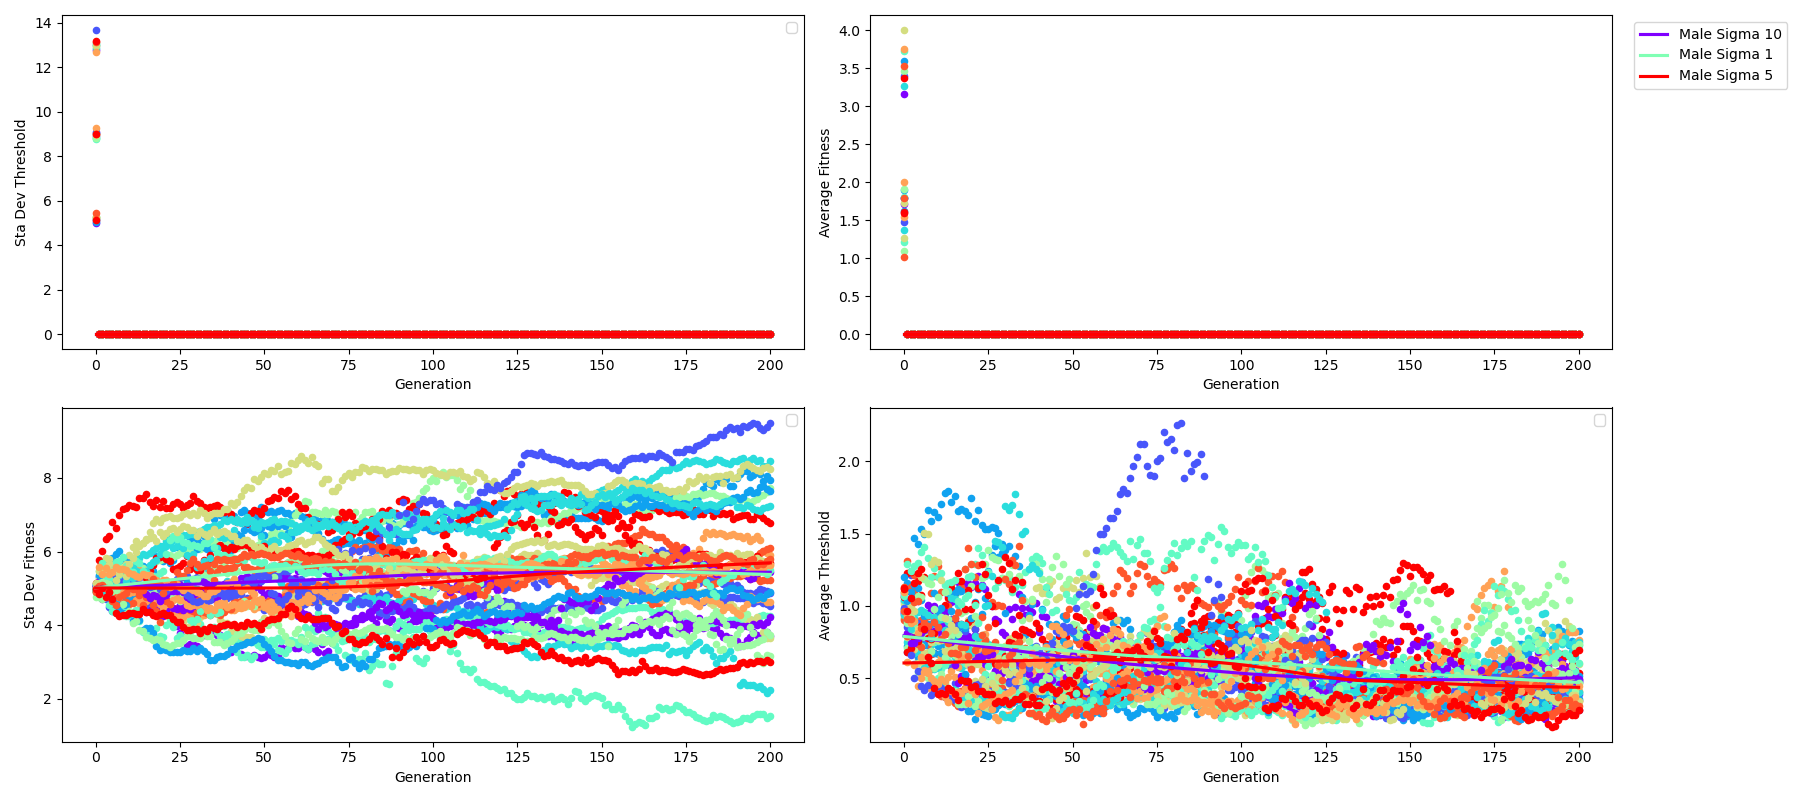 14
12
10
8
6
4
2
0
Sta Dev Threshold
0 25 50 75 100 125 150 175 200
Generation
4.0
3.5
3.0
2.5
2.0
1.5
1.0
0.5
0.0
Average Fitness
0 25 50 75 100 125 150 175 200
Generation
Male Sigma 10
Male Sigma 1
Male Sigma 5
8
6
4
2
Sta Dev Fitness
0 25 50 75 100 125 150 175 200
Generation
2.0
1.5
1.0
0.5
Average Threshold
0 25 50 75 100 125 150 175 200
Generation